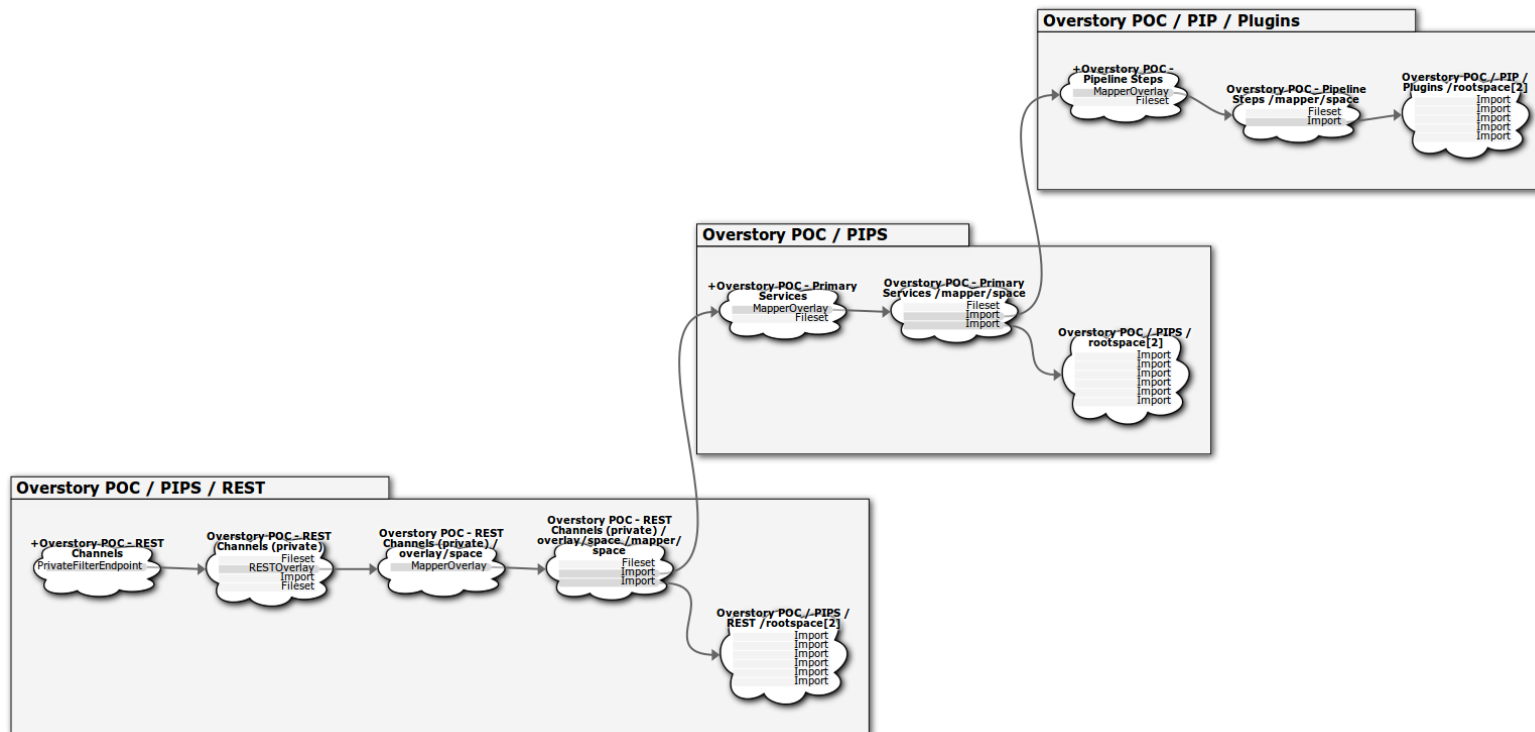 Overstory POC / PIP / Plugins
+Overstory POC -
Pipeline Steps
MapperOverlay
Fileset
Overstory POC - Pipeline
Steps /mapper/space
Fileset
Import
Overstory POC / PIP /
Plugins /rootspace[2]
Import
Import
Import
Import
Import
Overstory POC / PIPS
+Overstory POC - Primary
Services
MapperOverlay
Fileset
Overstory POC - Primary
Services /mapper/space
Fileset
Import
Import
Overstory POC / PIPS /
rootspace[2]
Import
Import
Import
Import
Import
Import
Overstory POC / PIPS / REST
+Overstory POC - REST
Channels
PrivateFilterEndpoint
Overstory POC - REST
Channels (private)
Fileset
RESTOverlay
Import
Fileset
Overstory POC - REST
Channels (private) /
overlay/space
MapperOverlay
Overstory POC - REST
Channels (private) /
overlay/space /mapper/
space
Fileset
Import
Import
Overstory POC / PIPS /
REST /rootspace[2]
Import
Import
Import
Import
Import
Import